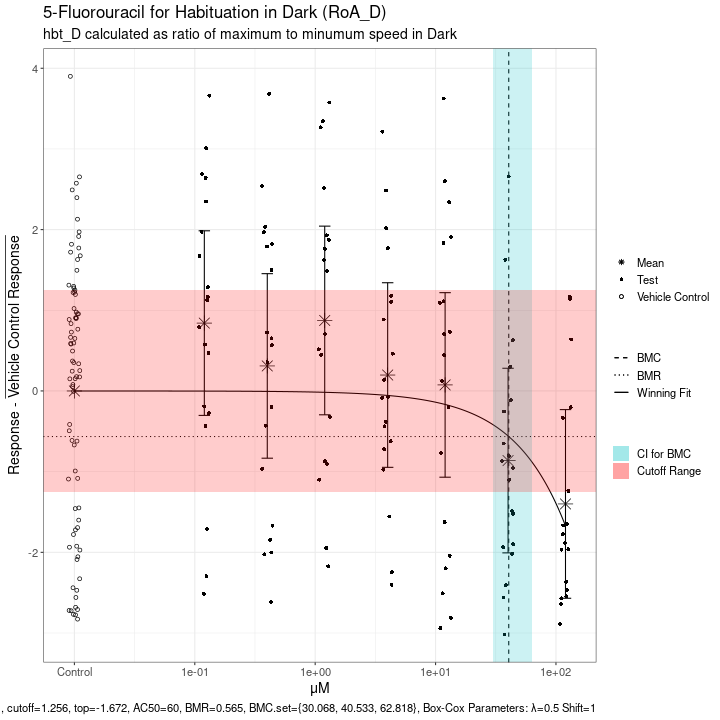 5-Fluorouracil for Habituation in Dark (RoA_D)
hbt_D calculated as ratio of maximum to minumum speed in Dark
4
2
0
-2
Response - Vehicle Control Response
Control
1e-01
1e+00
1e+01
1e+02
μM
Mean
Test
Vehicle Control
BMC
BMR
Winning Fit
CI for BMC
Cutoff Range
, cutoff=1.256, top=-1.672, AC50=60, BMR=0.565, BMC.set={30.068, 40.533, 62.818}, Box-Cox Parameters: λ=0.5 Shift=1